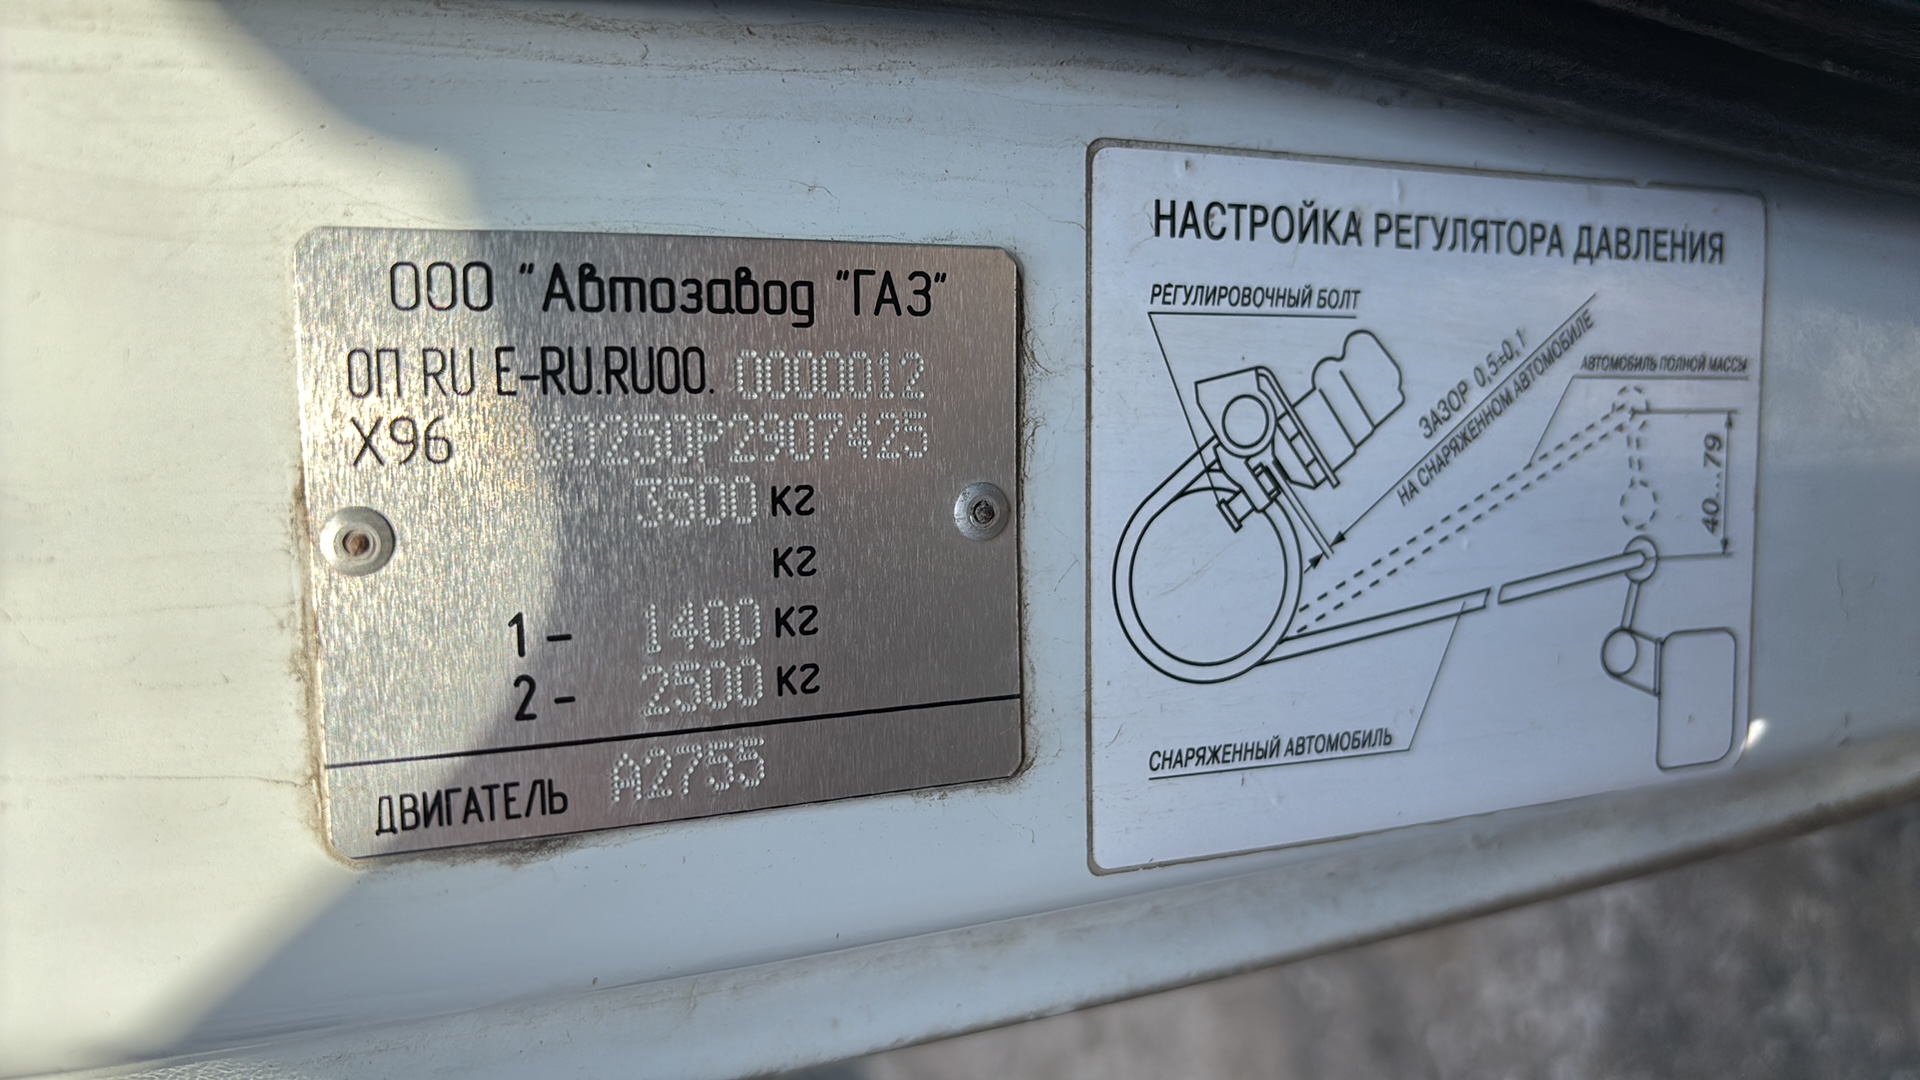 ООО "Автозавод "ГАЗ"
ОП RU E-RU.RU00. 0000012
X96
3500 кг
кг
1 - 1400 кг
2 - 2500 кг
ДВИГАТЕЛЬ A2755
НАСТРОЙКА РЕГУЛЯТОРА ДАВЛЕНИЯ
РЕГУЛИРОВОЧНЫЙ БОЛТ
ЗАЗОР 0,5±0,1
НА СНАРЯЖЕННОМ АВТОМОБИЛЕ
АВТОМОБИЛЬ ПОЛНОЙ МАССЫ
40...79
СНАРЯЖЕННЫЙ АВТОМОБИЛЬ